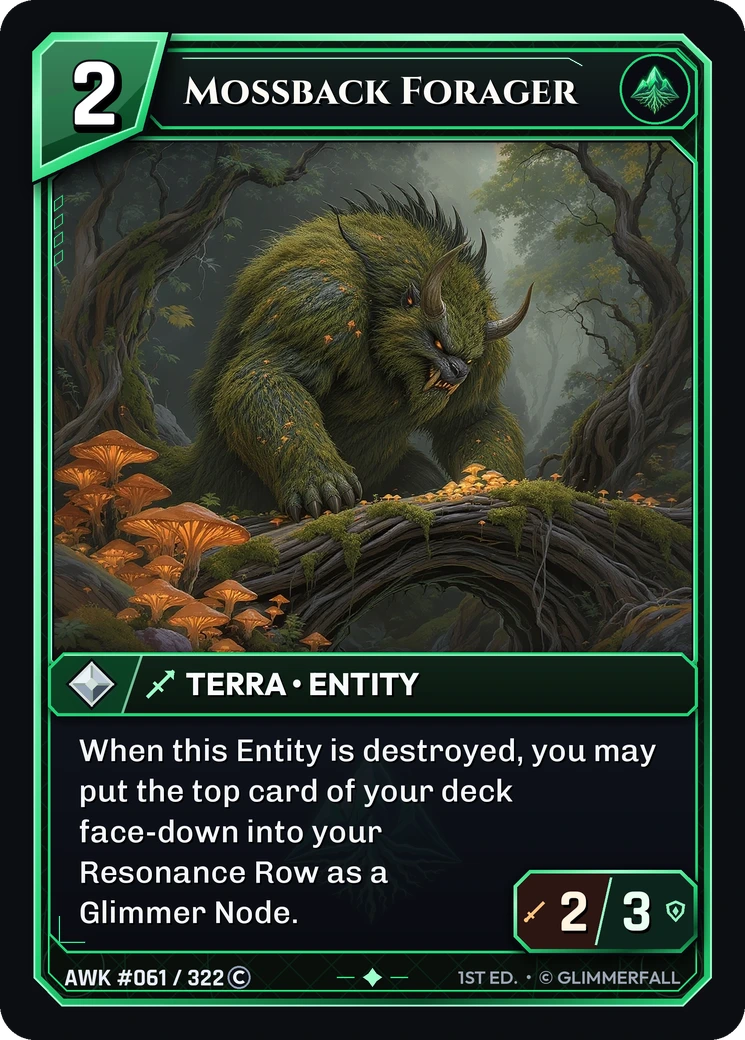 2
MOSSBACK FORAGER
TERRA • ENTITY
When this Entity is destroyed, you may
put the top card of your deck
face-down into your
Resonance Row as a
Glimmer Node.
2 / 3
AWK #061 / 322 Ⓒ
1ST ED. • © GLIMMERFALL